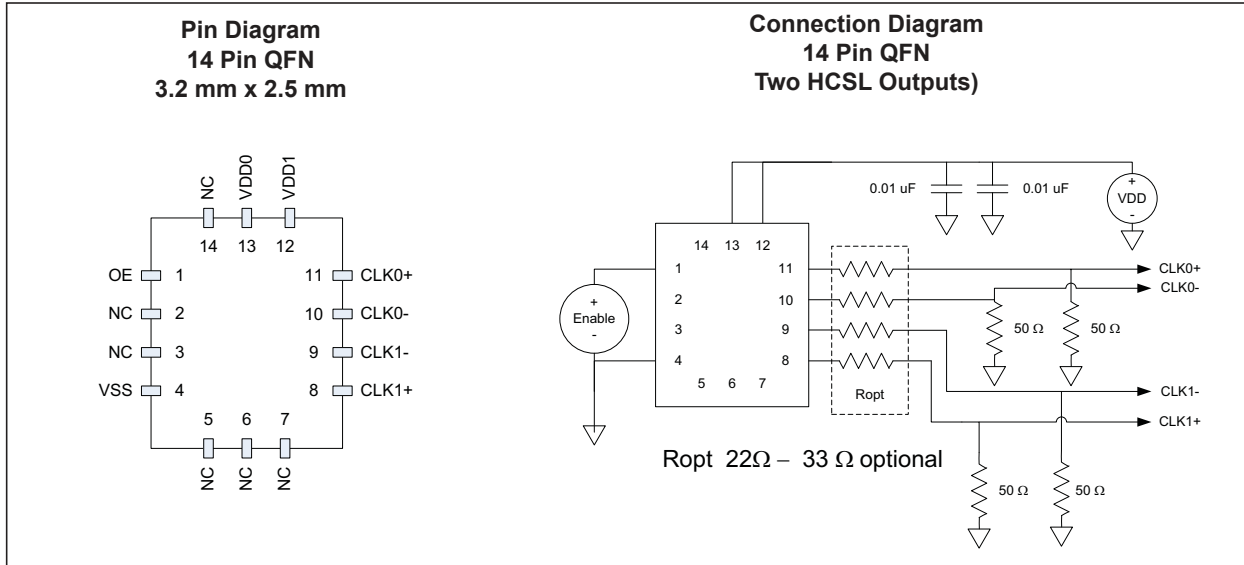 Pin Diagram
14 Pin QFN
3.2 mm x 2.5 mm
NC
VDD0
VDD1
14 13 12
OE 1 11 CLK0+
NC 2 10 CLK0-
NC 3 9 CLK1-
VSS 4 8 CLK1+
5 6 7
NC
NC
NC
Connection Diagram
14 Pin QFN
Two HCSL Outputs)
0.01 uF 0.01 uF
+
VDD
-
14 13 12
1 11 CLK0+
2 10 CLK0-
3 9
4 8
5 6 7
+
Enable
-
Ropt
50 Ω 50 Ω
CLK1-
CLK1+
Ropt 22Ω – 33 Ω optional
50 Ω 50 Ω